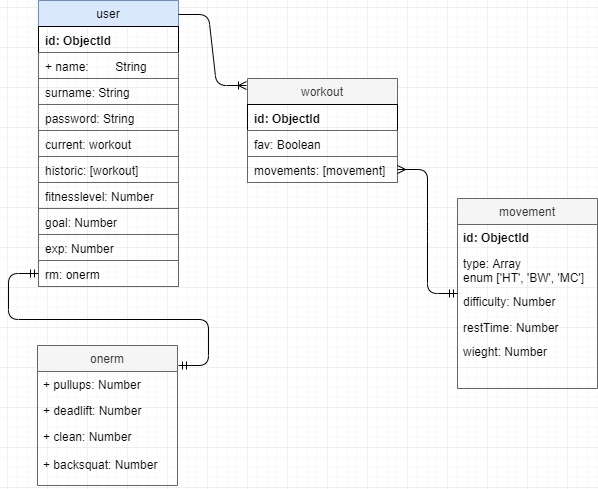 user
id: ObjectId
+ name: String
surname: String
password: String
current: workout
historic: [workout]
fitnesslevel: Number
goal: Number
exp: Number
rm: onerm
workout
id: ObjectId
fav: Boolean
movements: [movement]
movement
id: ObjectId
type: Array
enum ['HT', 'BW', 'MC']
difficulty: Number
restTime: Number
wieght: Number
onerm
+ pullups: Number
+ deadlift: Number
+ clean: Number
+ backsquat: Number